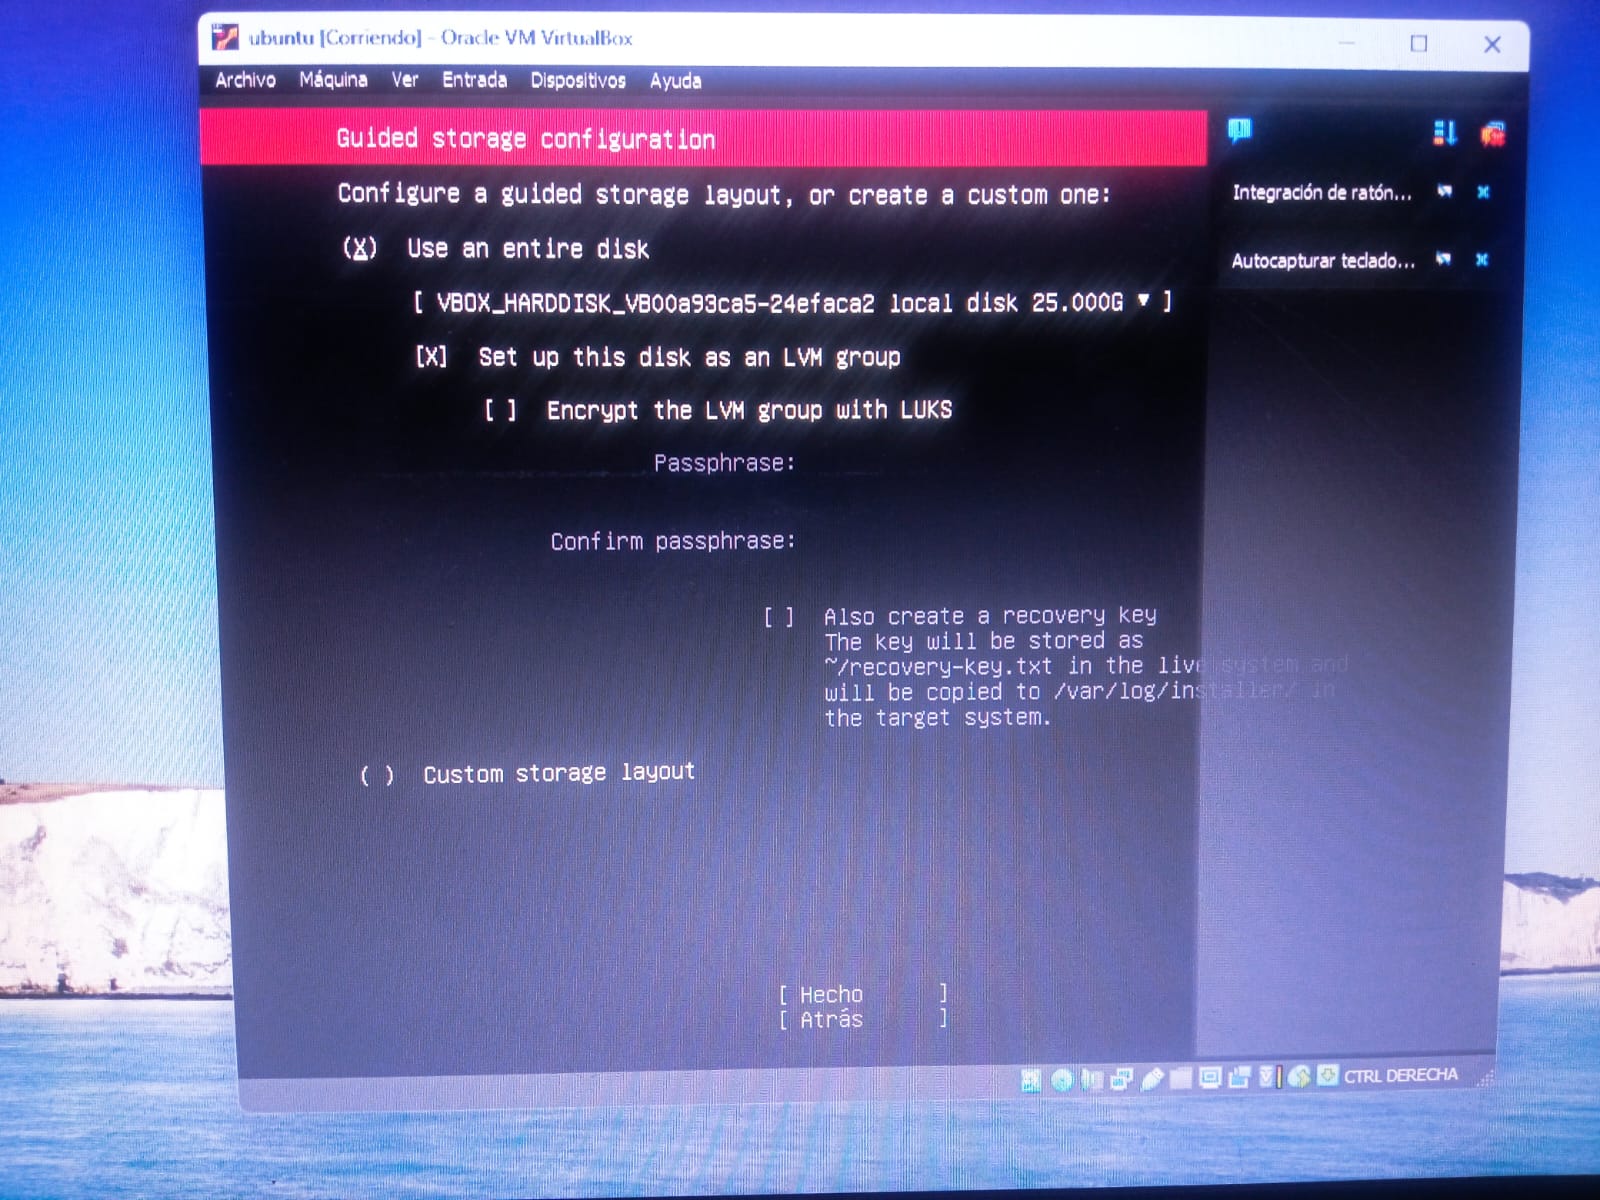 ubuntu [Corriendo] - Oracle VM VirtualBox
Archivo Máquina Ver Entrada Dispositivos Ayuda
Guided storage configuration
Configure a guided storage layout, or create a custom one:
(X) Use an entire disk
[ VBOX_HARDDISK_VB00a93ca5-24efaca2 local disk 25.000G ▾ ]
[X] Set up this disk as an LVM group
[ ] Encrypt the LVM group with LUKS
Passphrase:
Confirm passphrase:
[ ] Also create a recovery key
The key will be stored as
~/recovery-key.txt in the live system and
will be copied to /var/log/installer/ in
the target system.
( ) Custom storage layout
[ Hecho ]
[ Atrás ]
Integración de ratón...
Autocapturar teclado...
CTRL DERECHA